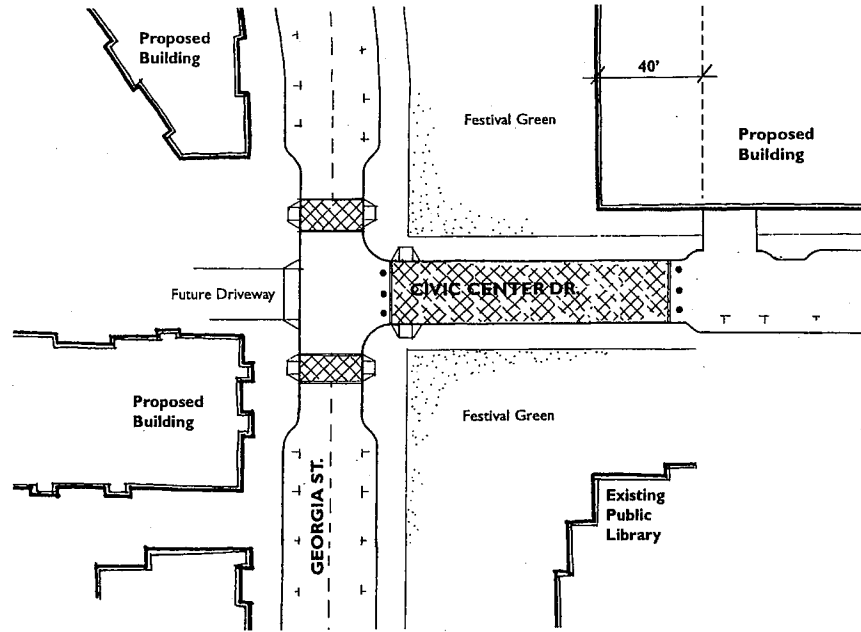 Proposed
Building
40'
Festival Green
Proposed
Building
Future Driveway
CIVIC CENTER DR.
Proposed
Building
Festival Green
GEORGIA ST.
Existing
Public
Library